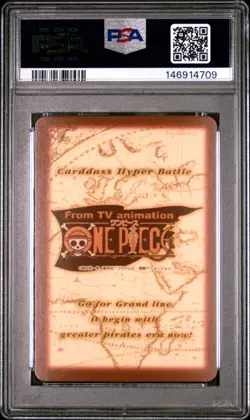 PSA
146914709
Carddass Hyper Battle
From TV animation
ワンピース
ONE PIECE
Go for Grand line.
it begin with
greater pirates era now!